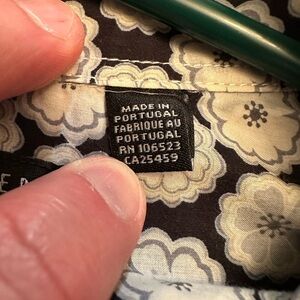 MADE IN
PORTUGAL
FABRIQUE AU
PORTUGAL
RN 106523
CA25459